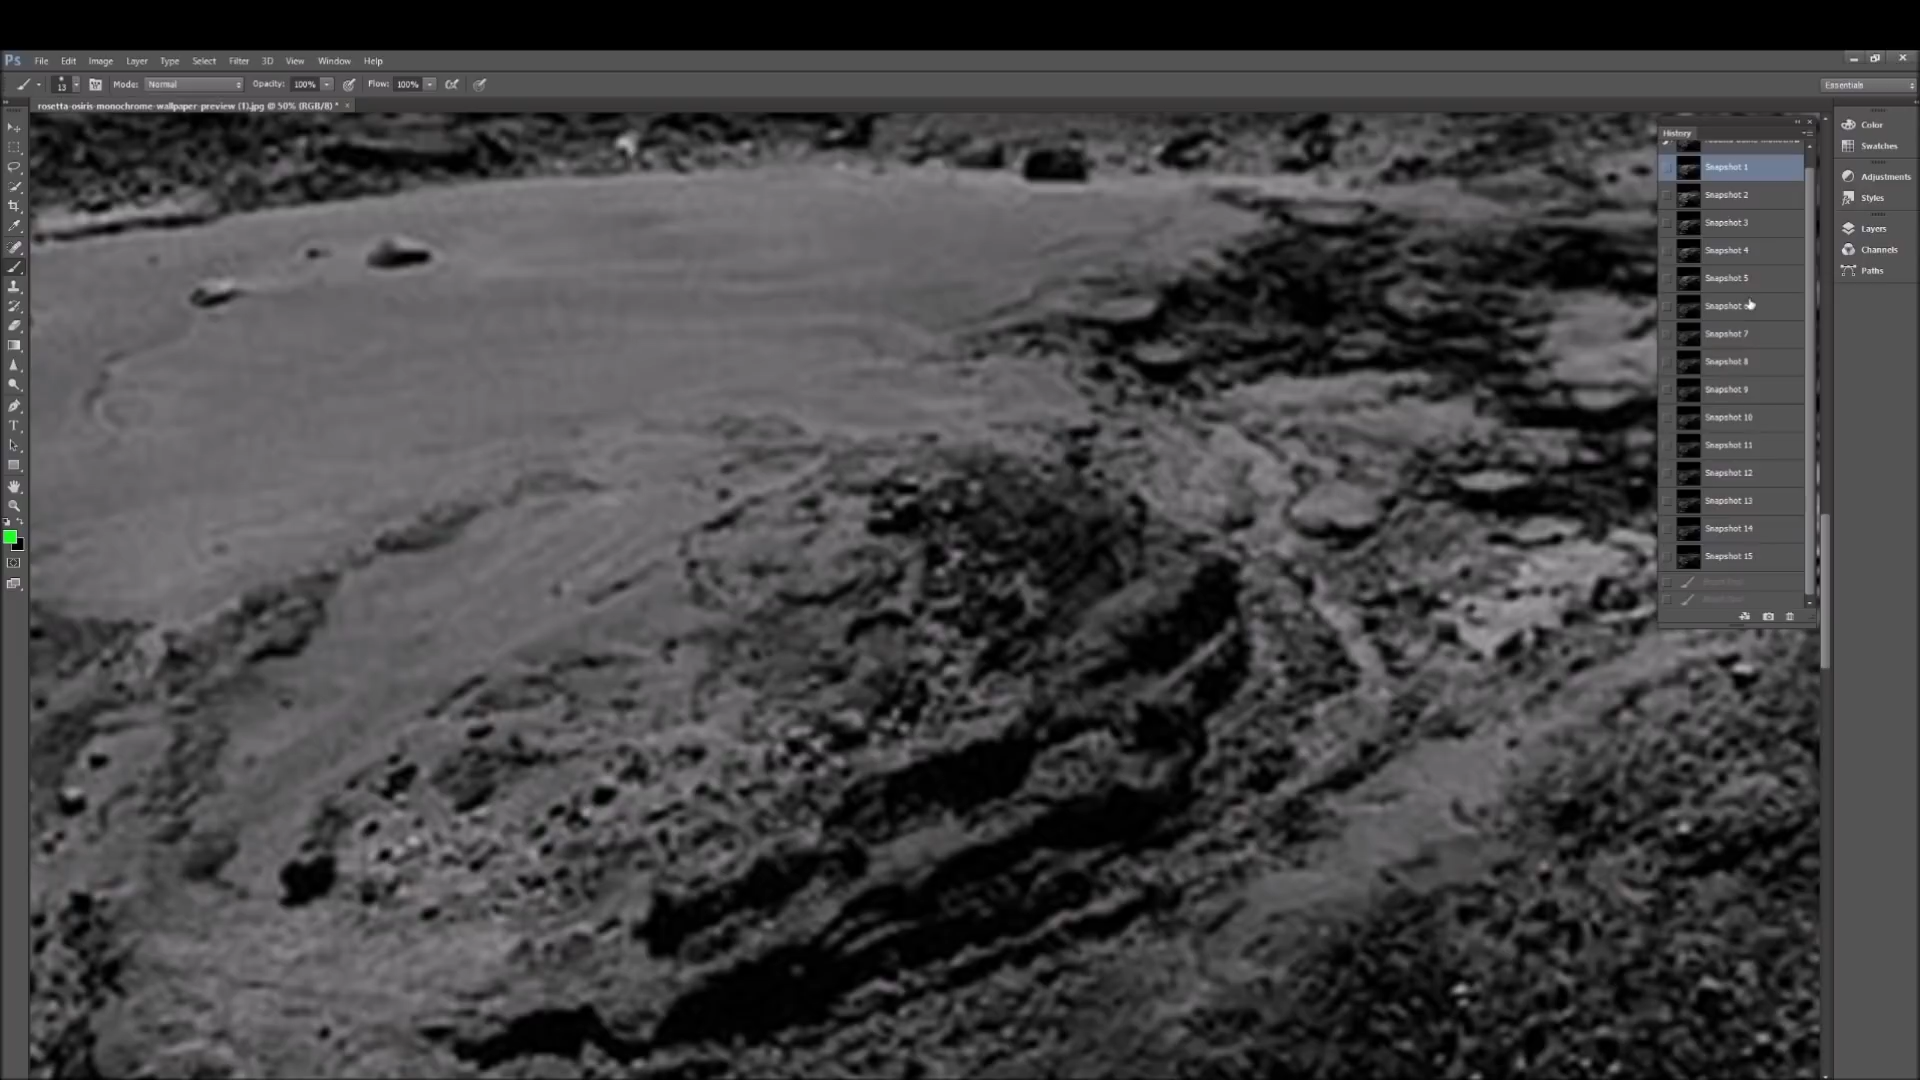 Ps File Edit Image Layer Type Select Filter 3D View Window Help
13 Mode: Normal Opacity: 100% Flow: 100% Essentials
rosetta-osiris-monochrome-wallpaper-preview (1).jpg @ 50% (RGB/8) * ×
History
Snapshot 1
Snapshot 2
Snapshot 3
Snapshot 4
Snapshot 5
Snapshot
Snapshot 7
Snapshot 8
Snapshot 9
Snapshot 10
Snapshot 11
Snapshot 12
Snapshot 13
Snapshot 14
Snapshot 15
Color
Swatches
Adjustments
Styles
Layers
Channels
Paths